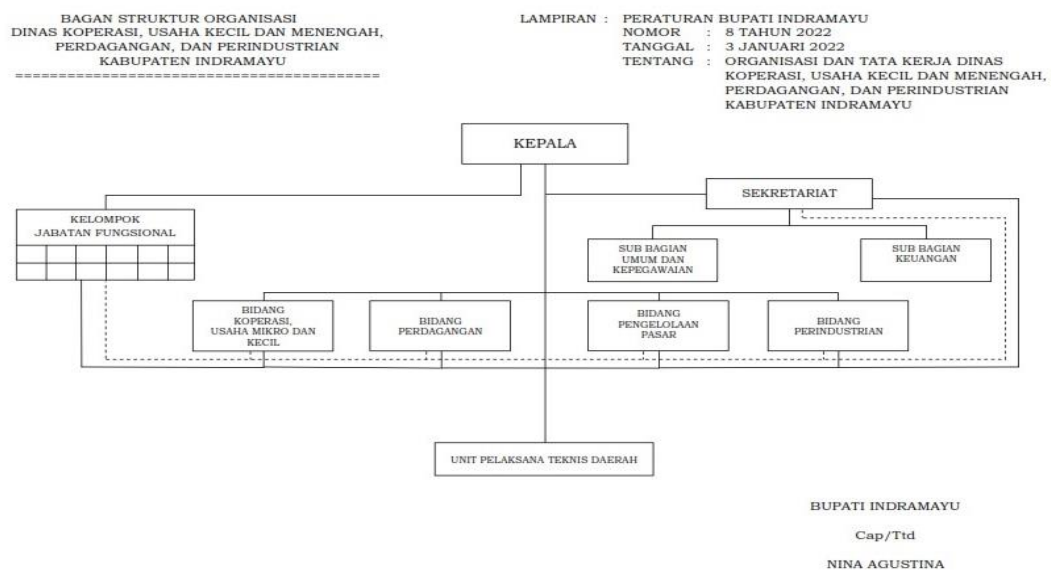 BAGAN STRUKTUR ORGANISASI
DINAS KOPERASI, USAHA KECIL DAN MENENGAH,
PERDAGANGAN, DAN PERINDUSTRIAN
KABUPATEN INDRAMAYU
==========================================
LAMPIRAN : PERATURAN BUPATI INDRAMAYU
NOMOR : 8 TAHUN 2022
TANGGAL : 3 JANUARI 2022
TENTANG : ORGANISASI DAN TATA KERJA DINAS
KOPERASI, USAHA KECIL DAN MENENGAH,
PERDAGANGAN, DAN PERINDUSTRIAN
KABUPATEN INDRAMAYU
KEPALA
SEKRETARIAT
KELOMPOK
JABATAN FUNGSIONAL
SUB BAGIAN
UMUM DAN
KEPEGAWAIAN
SUB BAGIAN
KEUANGAN
BIDANG
KOPERASI,
USAHA MIKRO DAN
KECIL
BIDANG
PERDAGANGAN
BIDANG
PENGELOLAAN
PASAR
BIDANG
PERINDUSTRIAN
UNIT PELAKSANA TEKNIS DAERAH
BUPATI INDRAMAYU
Cap/Ttd
NINA AGUSTINA